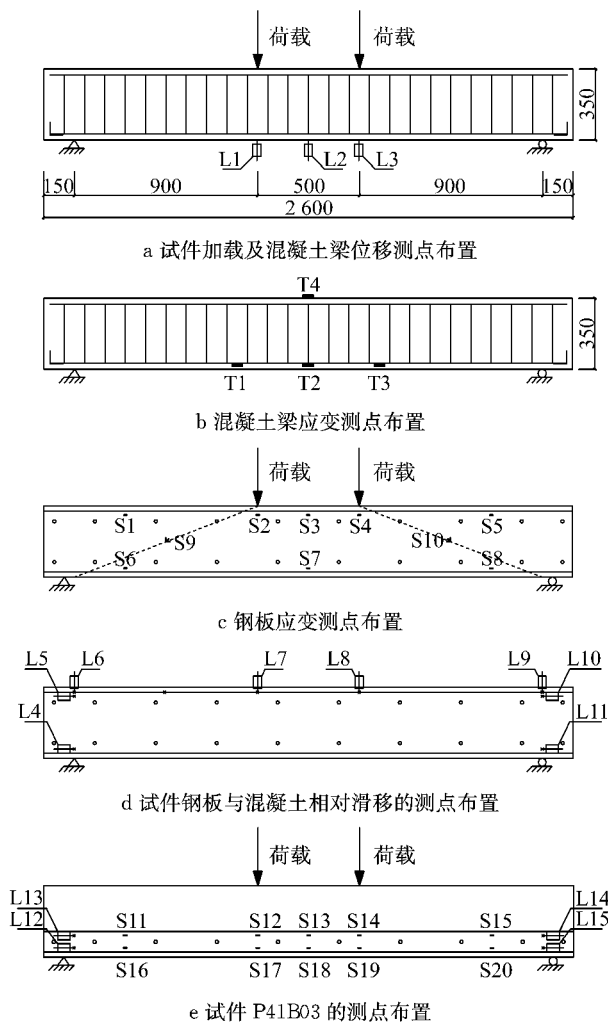 荷载 荷载
350
L1 L2 L3
150 900 500 900 150
2 600
a 试件加载及混凝土梁位移测点布置
T4
350
T1 T2 T3
b 混凝土梁应变测点布置
荷载 荷载
S1 S2 S3 S4 S5
S9 S10
S6 S7 S8
c 钢板应变测点布置
L5 L6 L7 L8 L9 L10
L4 L11
d 试件钢板与混凝土相对滑移的测点布置
荷载 荷载
L13 S11 S12 S13 S14 S15 L14
L12 L15
S16 S17 S18 S19 S20
e 试件 P41B03 的测点布置